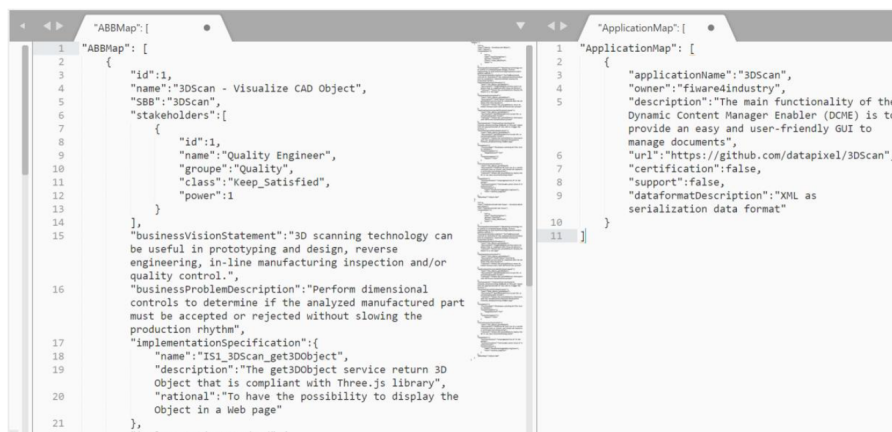 "ABBMap": [
1 "ABBMap": [
2 {
3 "id":1,
4 "name":"3DScan - Visualize CAD Object",
5 "SBB":"3DScan",
6 "stakeholders":[
7 {
8 "id":1,
9 "name":"Quality Engineer",
10 "groupe":"Quality",
11 "class":"Keep_Satisfied",
12 "power":1
13 }
14 ],
15 "businessVisionStatement":"3D scanning technology can
be useful in prototyping and design, reverse
engineering, in-line manufacturing inspection and/or
quality control.",
16 "businessProblemDescription":"Perform dimensional
controls to determine if the analyzed manufactured part
must be accepted or rejected without slowing the
production rhythm",
17 "implementationSpecification":{
18 "name":"IS1_3DScan_get3DObject",
19 "description":"The get3DObject service return 3D
Object that is compliant with Three.js library",
20 "rational":"To have the possibility to display the
Object in a Web page"
21 },
"ApplicationMap": [
1 "ApplicationMap": [
2 {
3 "applicationName":"3DScan",
4 "owner":"fiware4industry",
5 "description":"The main functionality of the
Dynamic Content Manager Enabler (DCME) is to
provide an easy and user-friendly GUI to
manage documents",
6 "url":"https://github.com/datapixel/3DScan",
7 "certification":false,
8 "support":false,
9 "dataformatDescription":"XML as
serialization data format"
10 }
11 ]